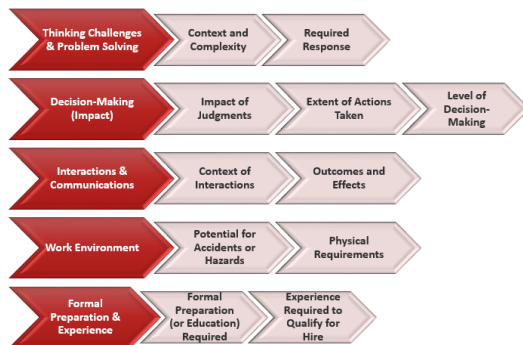 Thinking Challenges
& Problem Solving
Context and
Complexity
Required
Response
Decision-Making
(Impact)
Impact of
Judgments
Extent of Actions
Taken
Level of
Decision-
Making
Interactions &
Communications
Context of
Interactions
Outcomes and
Effects
Work Environment
Potential for
Accidents or
Hazards
Physical
Requirements
Formal
Preparation &
Experience
Formal
Preparation
(or Education)
Required
Experience
Required to
Qualify for
Hire